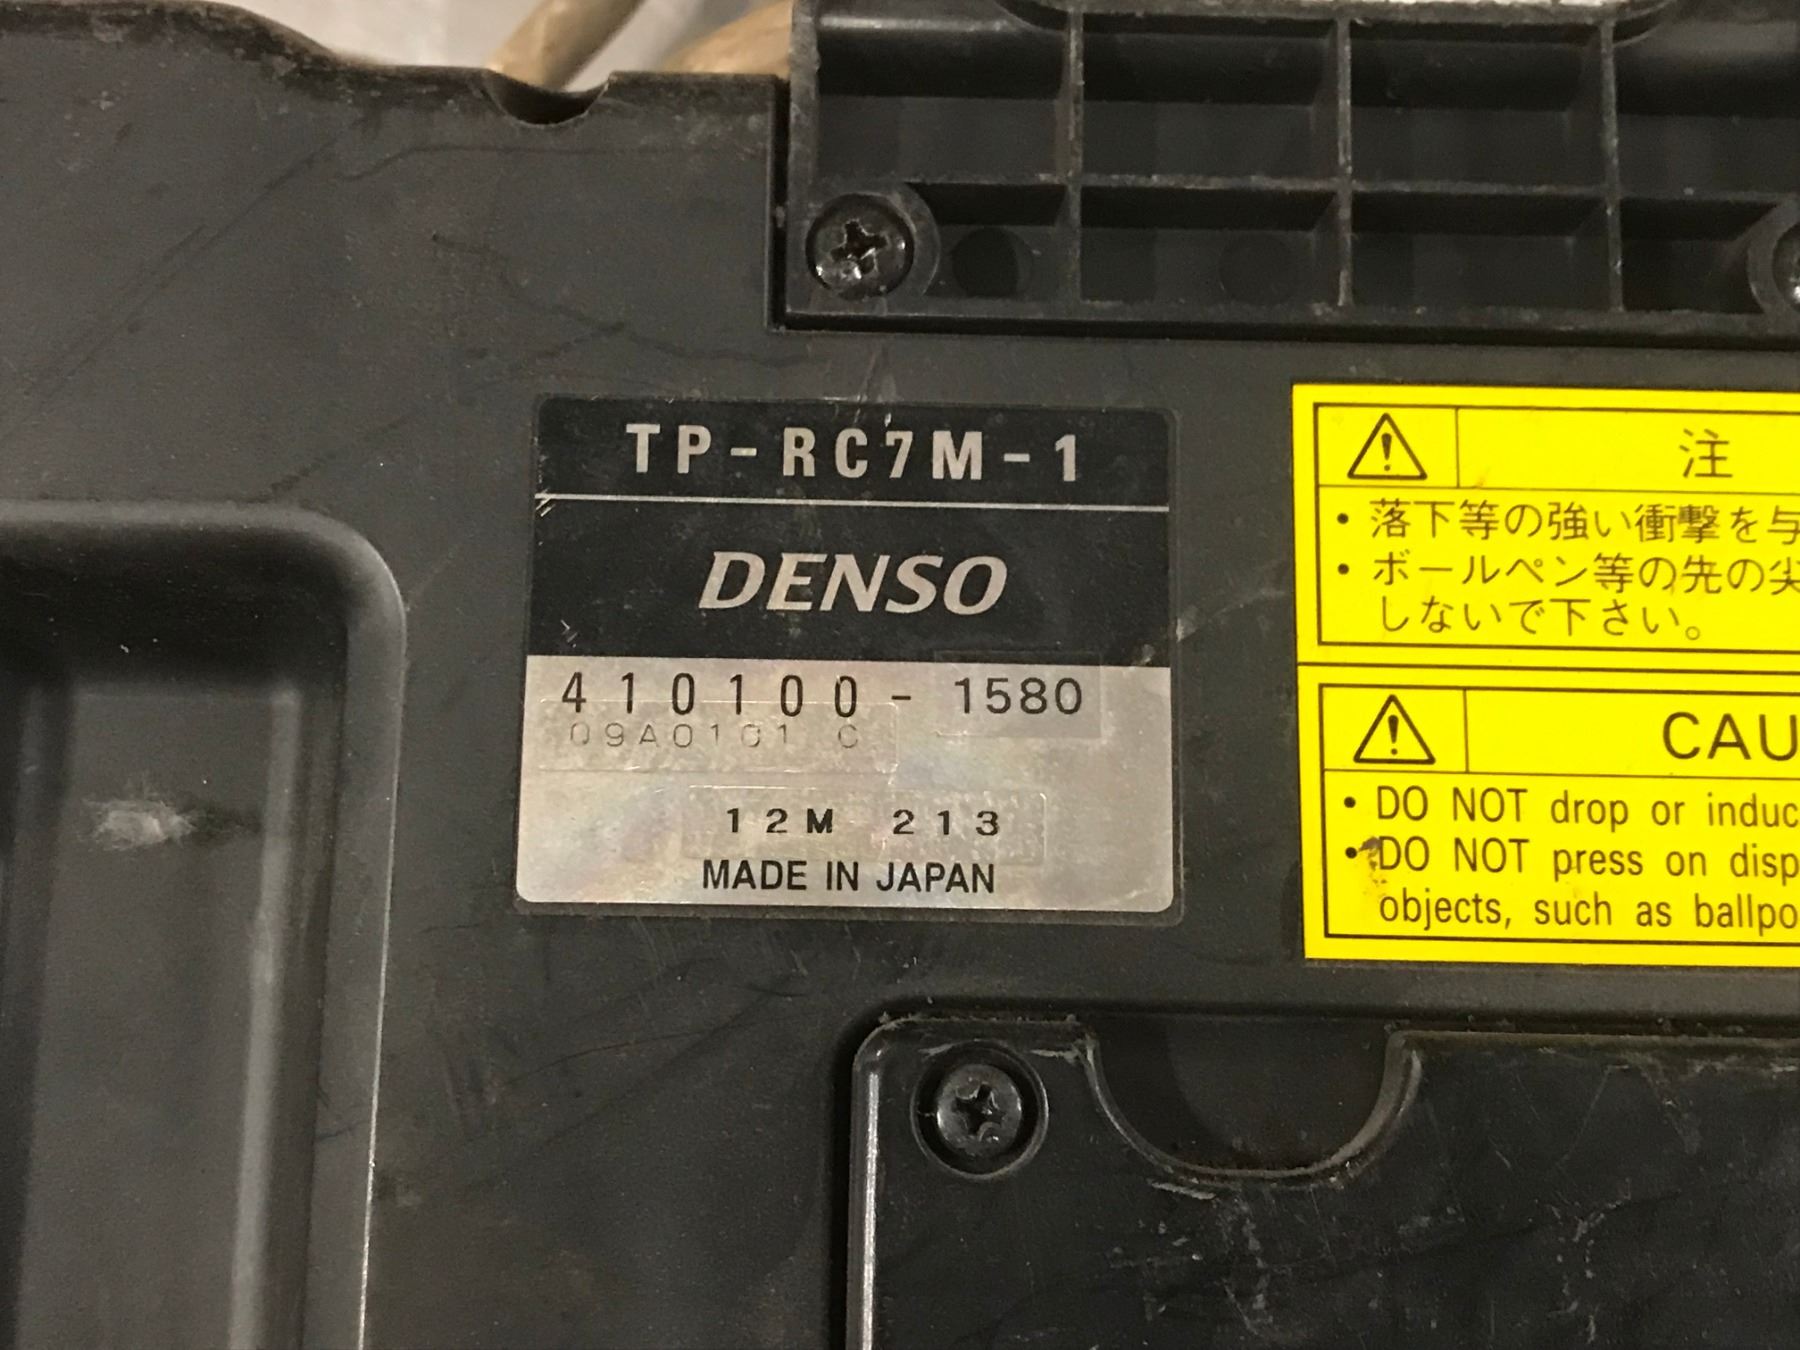 TP-RC7M-1
DENSO
410100-1580
09A0101 C
12M 213
MADE IN JAPAN
注
・落下等の強い衝撃を与
・ボールペン等の先の尖
しないで下さい。
CAU
• DO NOT drop or induc
• DO NOT press on disp
objects, such as ballpo